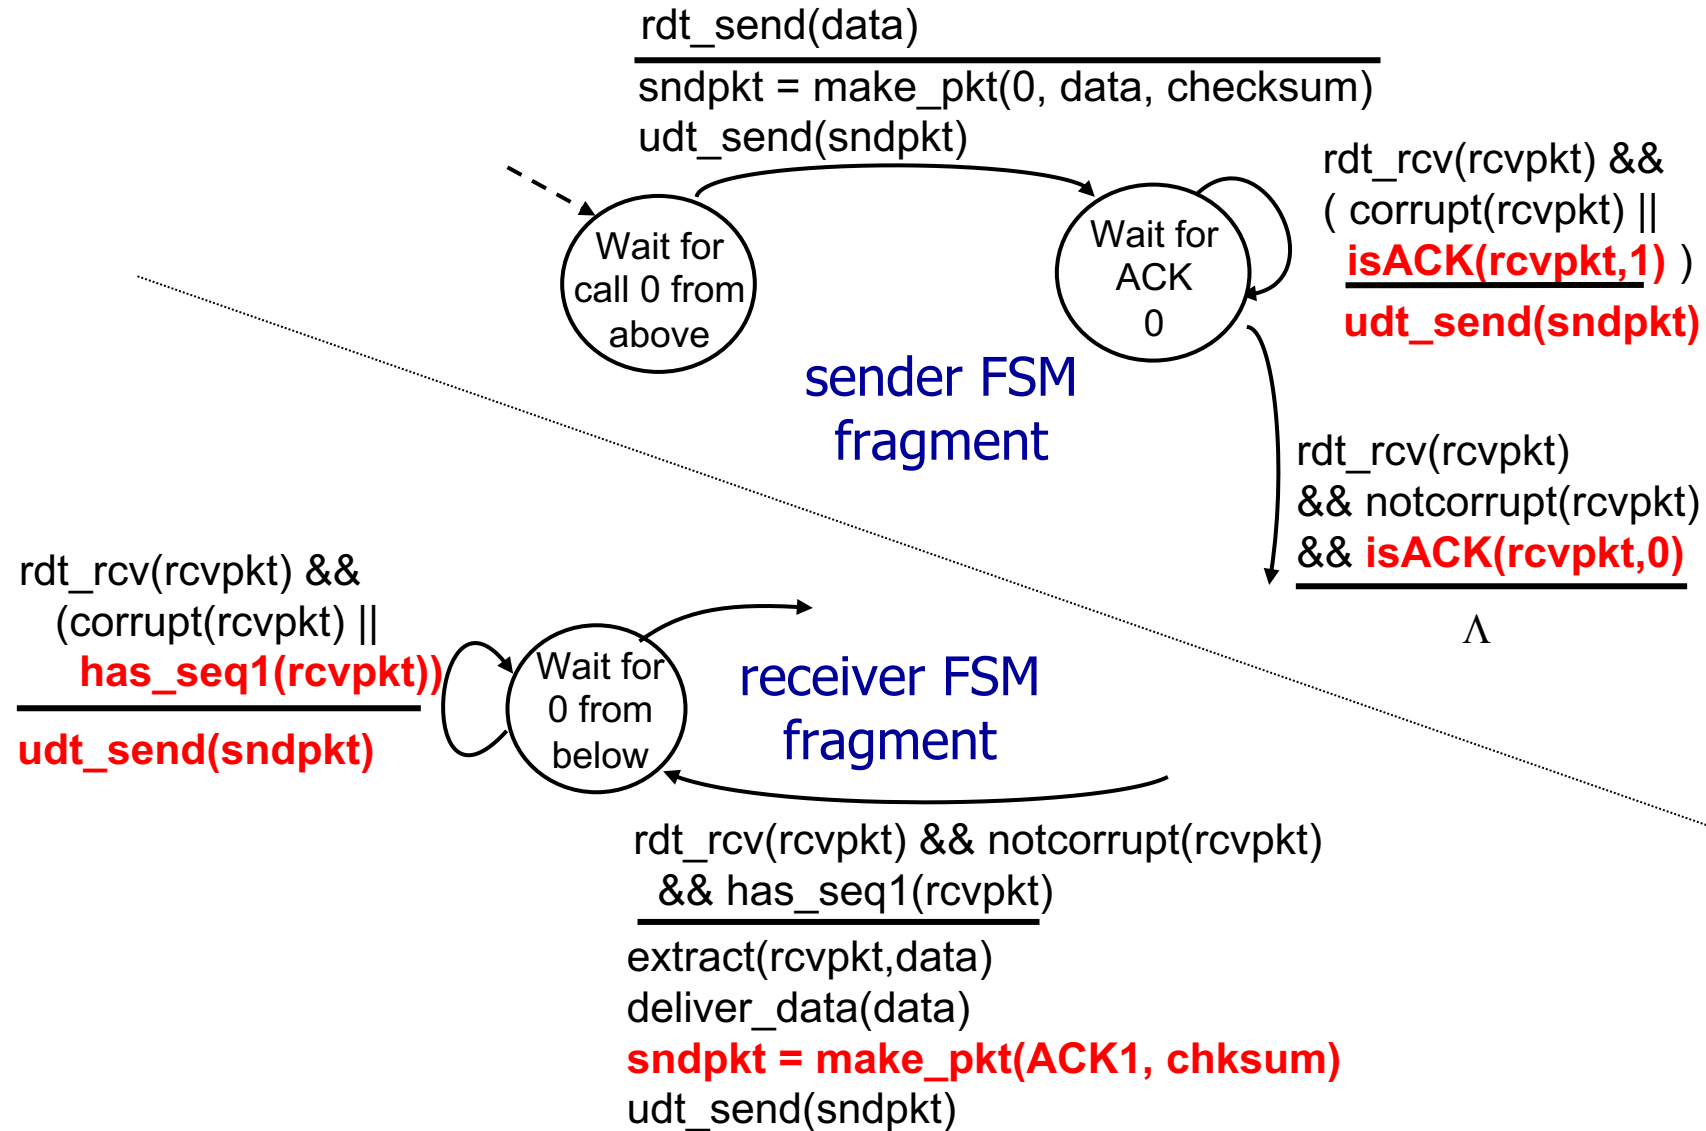 rdt_send(data)
sndpkt = make_pkt(0, data, checksum)
udt_send(sndpkt)
Wait for
call 0 from
above
Wait for
ACK
0
rdt_rcv(rcvpkt) &&
( corrupt(rcvpkt) ||
isACK(rcvpkt,1) )
udt_send(sndpkt)
sender FSM
fragment
rdt_rcv(rcvpkt)
&& notcorrupt(rcvpkt)
&& isACK(rcvpkt,0)
Λ
rdt_rcv(rcvpkt) &&
(corrupt(rcvpkt) ||
has_seq1(rcvpkt))
udt_send(sndpkt)
Wait for
0 from
below
receiver FSM
fragment
rdt_rcv(rcvpkt) && notcorrupt(rcvpkt)
&& has_seq1(rcvpkt)
extract(rcvpkt,data)
deliver_data(data)
sndpkt = make_pkt(ACK1, chksum)
udt_send(sndpkt)